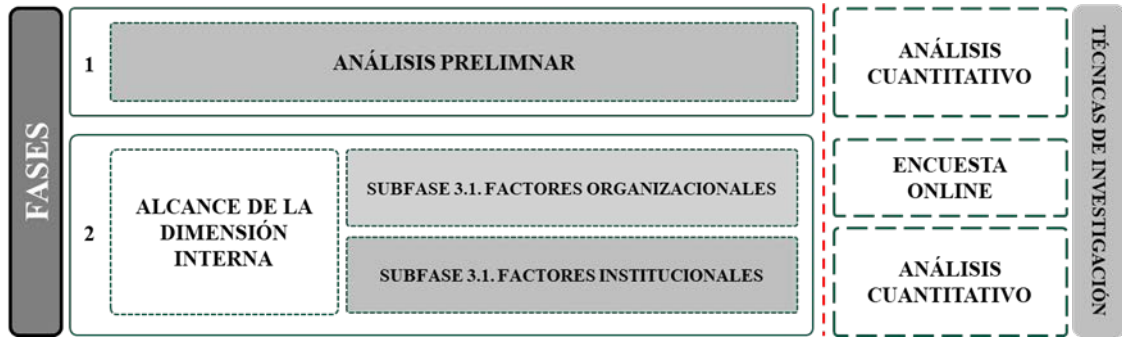 FASES
1
ANÁLISIS PRELIMNAR
ANÁLISIS
CUANTITATIVO
2
ALCANCE DE LA
DIMENSIÓN
INTERNA
SUBFASE 3.1. FACTORES ORGANIZACIONALES
SUBFASE 3.1. FACTORES INSTITUCIONALES
ENCUESTA
ONLINE
ANÁLISIS
CUANTITATIVO
TÉCNICAS DE INVESTIGACIÓN